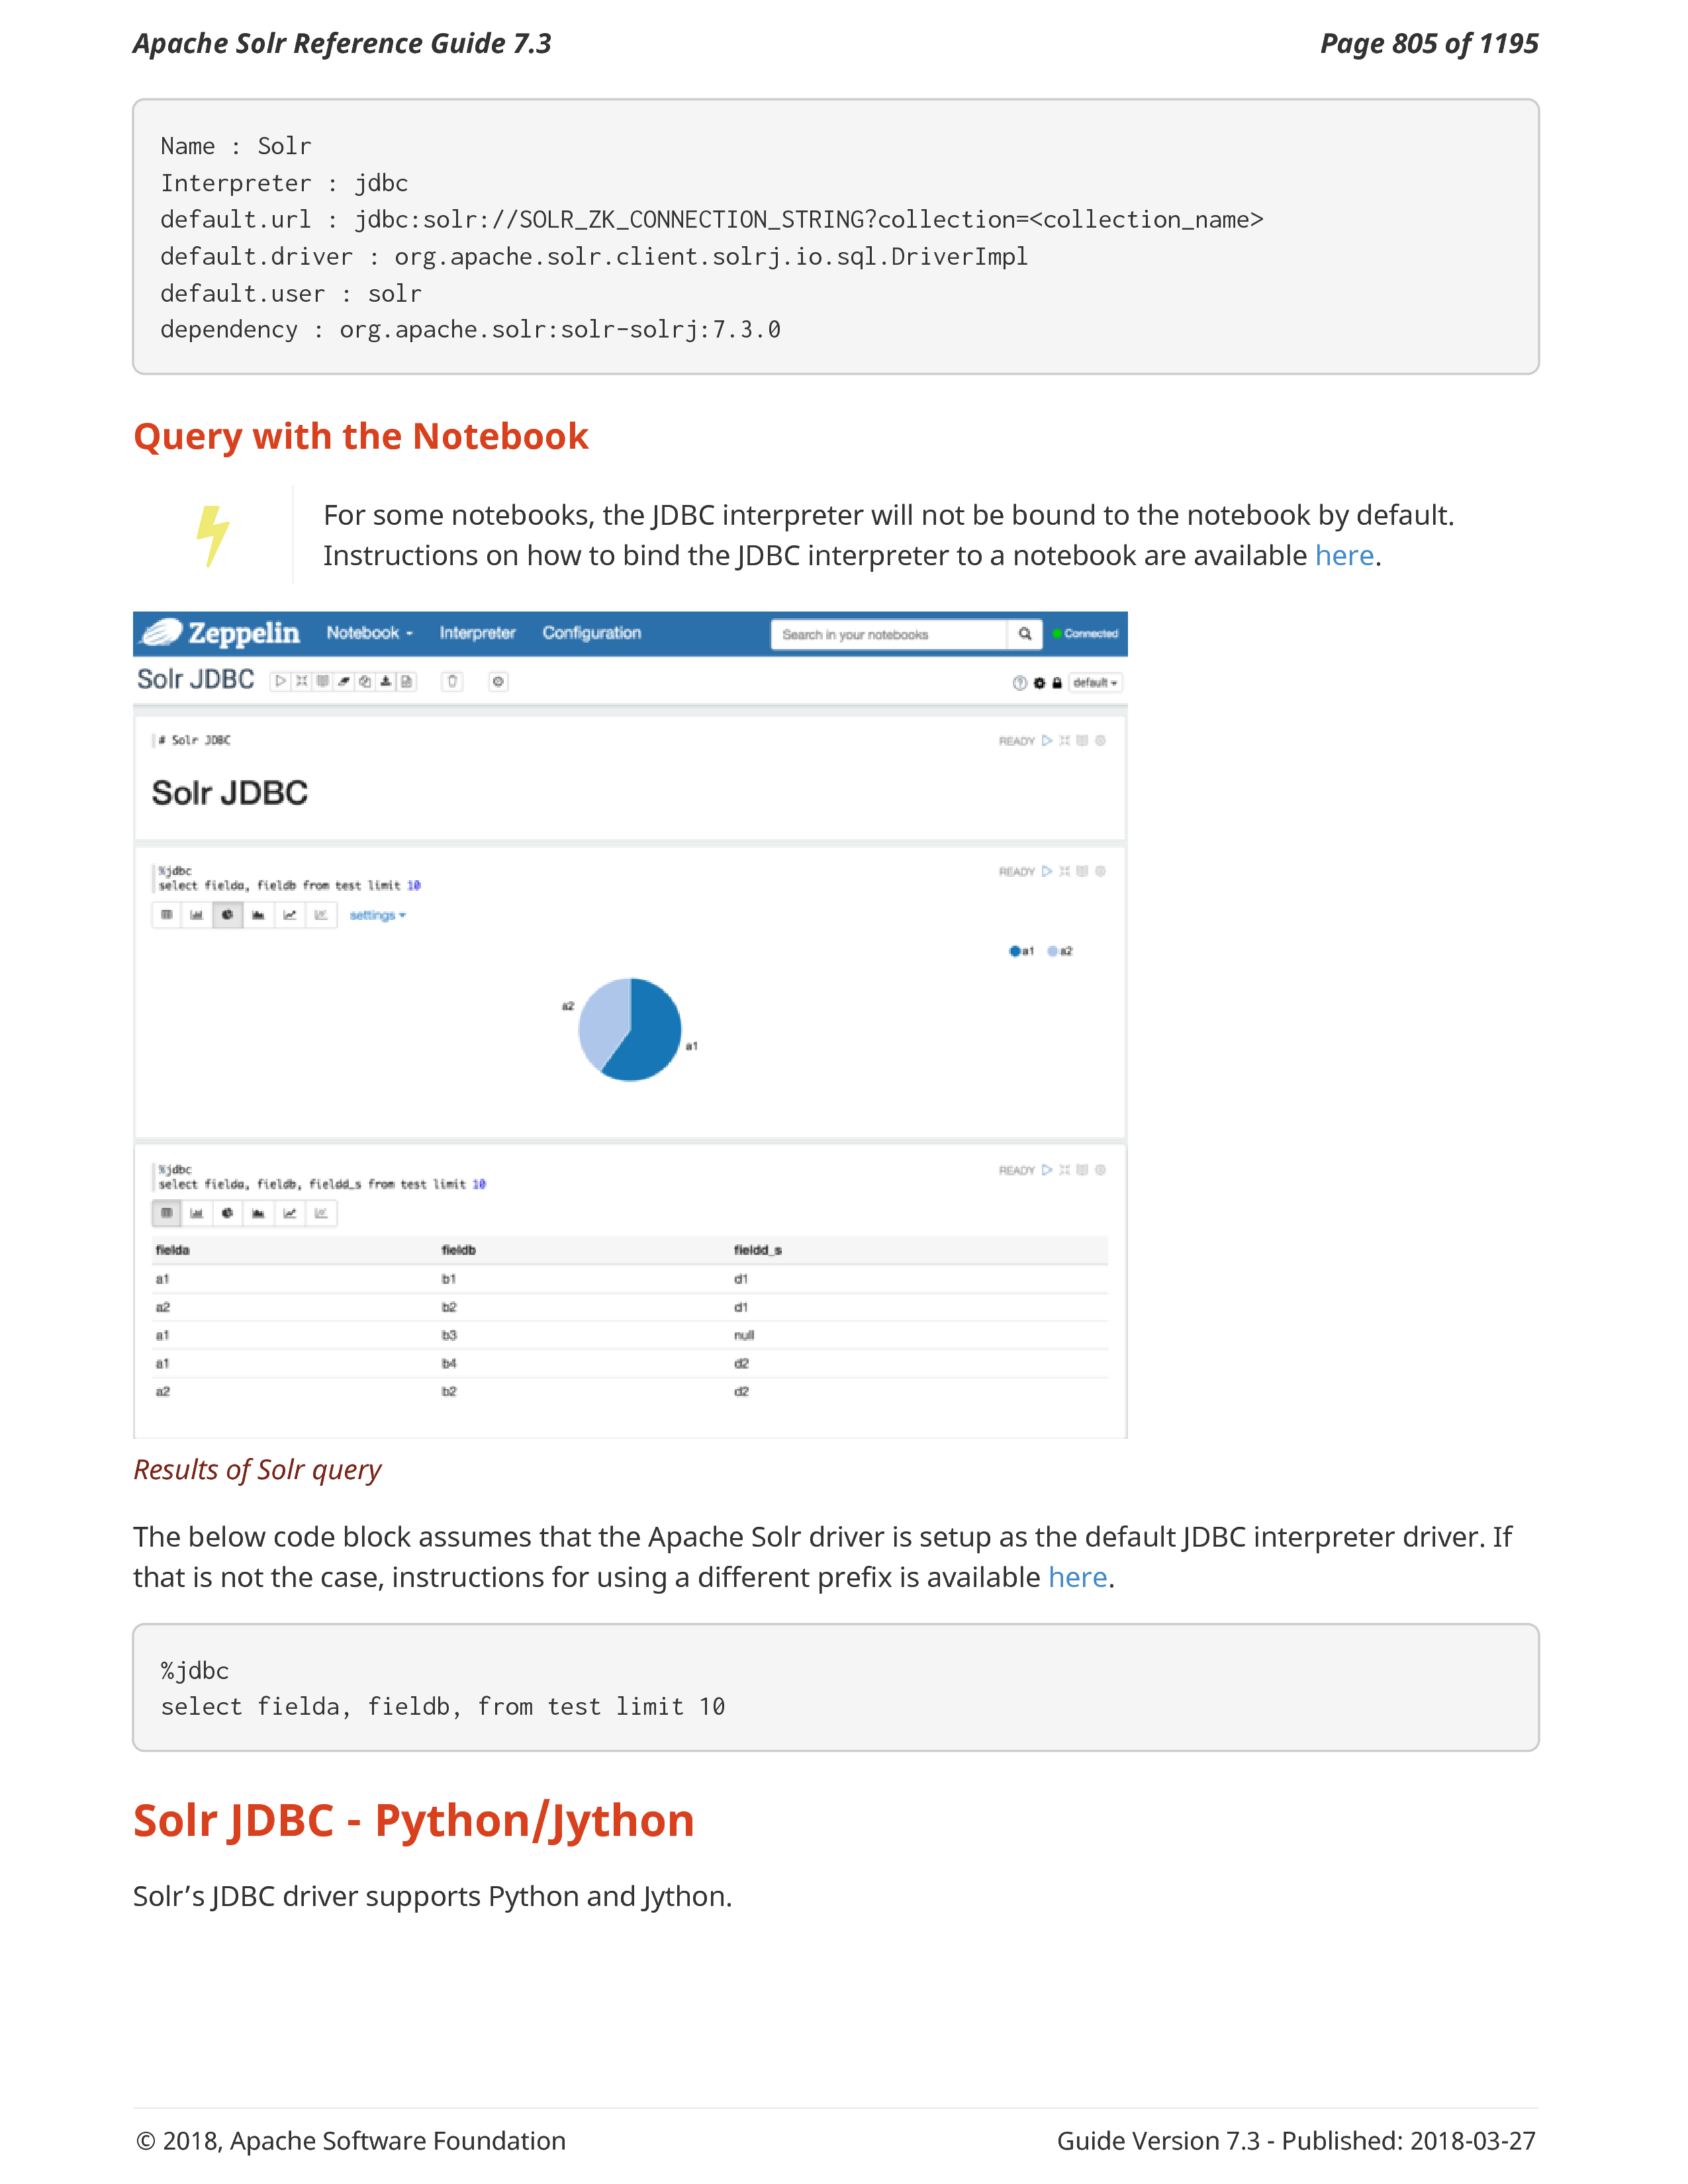 Apache Solr Reference Guide 7.3
Page 805 of 1195
Name : Solr
Interpreter : jdbc
default.url : jdbc:solr://SOLR_ZK_CONNECTION_STRING?collection=<collection_name>
default.driver : org.apache.solr.client.solrj.io.sql.DriverImpl
default.user : solr
dependency : org.apache.solr:solr-solrj:7.3.0
Query with the Notebook
For some notebooks, the JDBC interpreter will not be bound to the notebook by default.
Instructions on how to bind the JDBC interpreter to a notebook are available here.
Zeppelin Notebook Interpreter Configuration Search in your notebooks Connected
Solr JDBC default
# Solr JDBC READY
Solr JDBC
%jdbc READY
select fielda, fieldb from test limit 10
settings
a1 a2
a2
a1
%jdbc READY
select fielda, fieldb, fieldd_s from test limit 10
fielda fieldb fieldd_s
a1 b1 d1
a2 b2 d1
a1 b3 null
a1 b4 d2
a2 b2 d2
Results of Solr query
The below code block assumes that the Apache Solr driver is setup as the default JDBC interpreter driver. If
that is not the case, instructions for using a different prefix is available here.
%jdbc
select fielda, fieldb, from test limit 10
Solr JDBC - Python/Jython
Solr’s JDBC driver supports Python and Jython.
© 2018, Apache Software Foundation
Guide Version 7.3 - Published: 2018-03-27